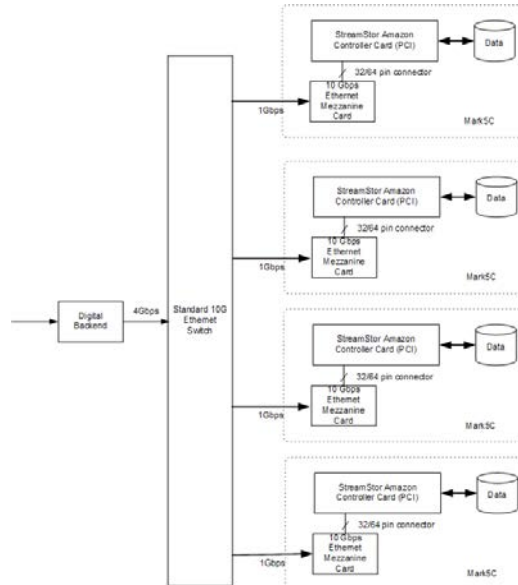 StreamStor Amazon
Controller Card (PCI)
Data
32/64 pin connector
10 Gbps
Ethernet
Mezzanine
Card
1Gbps
Mark5C
StreamStor Amazon
Controller Card (PCI)
Data
32/64 pin connector
10 Gbps
Ethernet
Mezzanine
Card
1Gbps
Mark5C
Digital
Backend
4Gbps
Standard 10G
Ethernet
Switch
StreamStor Amazon
Controller Card (PCI)
Data
32/64 pin connector
10 Gbps
Ethernet
Mezzanine
Card
1Gbps
Mark5C
StreamStor Amazon
Controller Card (PCI)
Data
32/64 pin connector
10 Gbps
Ethernet
Mezzanine
Card
1Gbps
Mark5C